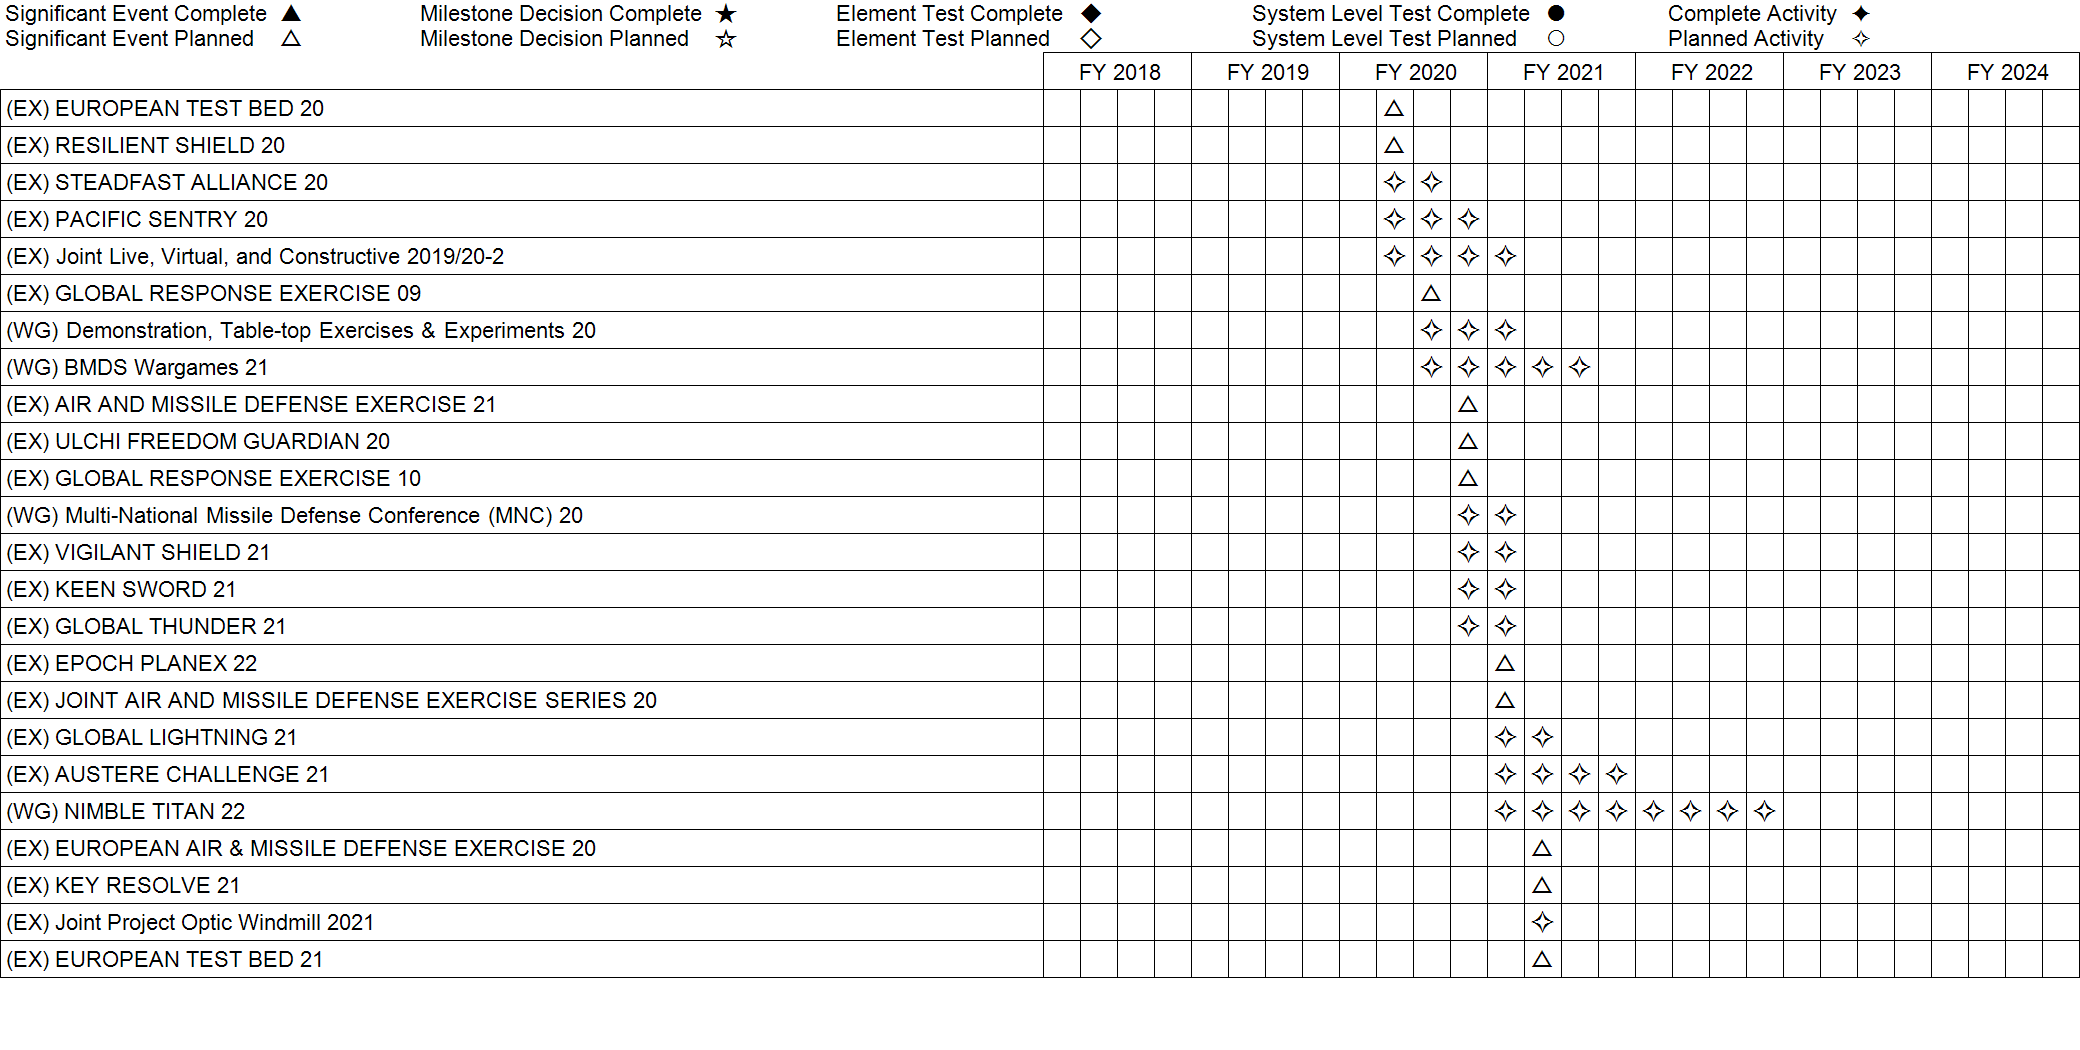 Significant Event Complete ▲ Milestone Decision Complete ★ Element Test Complete ◆ System Level Test Complete ● Complete Activity ✦
Significant Event Planned △ Milestone Decision Planned ☆ Element Test Planned ◇ System Level Test Planned ○ Planned Activity ✧
FY 2018 FY 2019 FY 2020 FY 2021 FY 2022 FY 2023 FY 2024
(EX) EUROPEAN TEST BED 20 △
(EX) RESILIENT SHIELD 20 △
(EX) STEADFAST ALLIANCE 20 ✧ ✧
(EX) PACIFIC SENTRY 20 ✧ ✧ ✧
(EX) Joint Live, Virtual, and Constructive 2019/20-2 ✧ ✧ ✧ ✧
(EX) GLOBAL RESPONSE EXERCISE 09 △
(WG) Demonstration, Table-top Exercises & Experiments 20 ✧ ✧ ✧
(WG) BMDS Wargames 21 ✧ ✧ ✧ ✧ ✧
(EX) AIR AND MISSILE DEFENSE EXERCISE 21 △
(EX) ULCHI FREEDOM GUARDIAN 20 △
(EX) GLOBAL RESPONSE EXERCISE 10 △
(WG) Multi-National Missile Defense Conference (MNC) 20 ✧ ✧
(EX) VIGILANT SHIELD 21 ✧ ✧
(EX) KEEN SWORD 21 ✧ ✧
(EX) GLOBAL THUNDER 21 ✧ ✧
(EX) EPOCH PLANEX 22 △
(EX) JOINT AIR AND MISSILE DEFENSE EXERCISE SERIES 20 △
(EX) GLOBAL LIGHTNING 21 ✧ ✧
(EX) AUSTERE CHALLENGE 21 ✧ ✧ ✧ ✧
(WG) NIMBLE TITAN 22 ✧ ✧ ✧ ✧ ✧ ✧ ✧ ✧
(EX) EUROPEAN AIR & MISSILE DEFENSE EXERCISE 20 △
(EX) KEY RESOLVE 21 △
(EX) Joint Project Optic Windmill 2021 ✧
(EX) EUROPEAN TEST BED 21 △